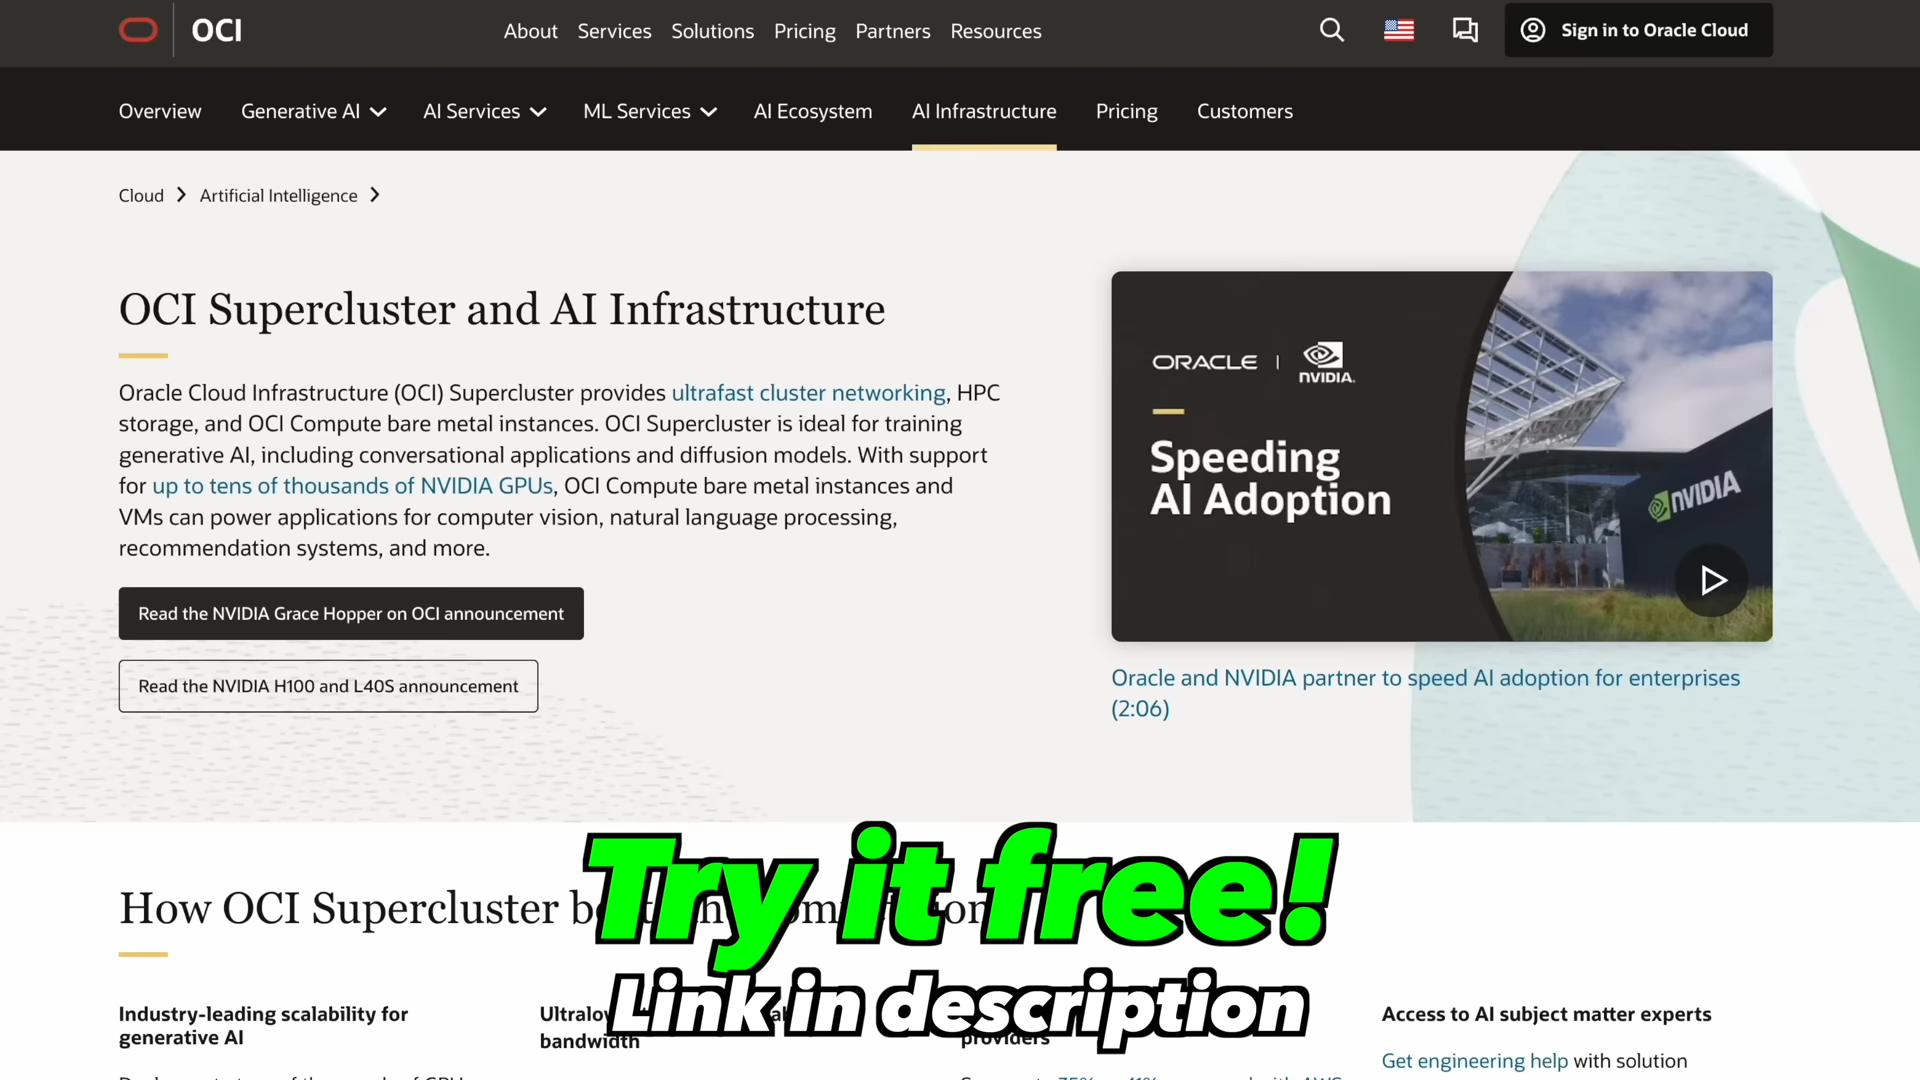 OCI
About Services Solutions Pricing Partners Resources
Sign in to Oracle Cloud
Overview Generative AI AI Services ML Services AI Ecosystem AI Infrastructure Pricing Customers
Cloud Artificial Intelligence
OCI Supercluster and AI Infrastructure
Oracle Cloud Infrastructure (OCI) Supercluster provides ultrafast cluster networking, HPC
storage, and OCI Compute bare metal instances. OCI Supercluster is ideal for training
generative AI, including conversational applications and diffusion models. With support
for up to tens of thousands of NVIDIA GPUs, OCI Compute bare metal instances and
VMs can power applications for computer vision, natural language processing,
recommendation systems, and more.
Read the NVIDIA Grace Hopper on OCI announcement
Read the NVIDIA H100 and L40S announcement
ORACLE
NVIDIA.
Speeding
AI Adoption
NVIDIA
Oracle and NVIDIA partner to speed AI adoption for enterprises
(2:06)
Try it free!
Link in description
How OCI Supercluster
Industry-leading scalability for
generative AI
bandwidth
providers
Access to AI subject matter experts
Get engineering help with solution